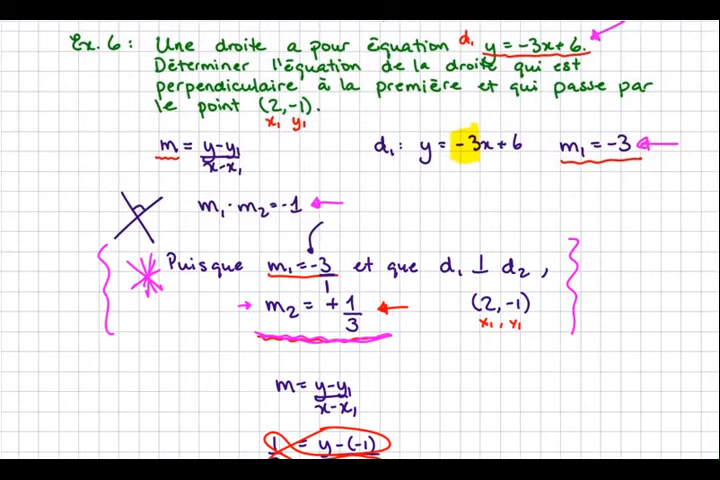 Ex. 6 : Une droite a pour équation d₁ y = -3x + 6.
Déterminer l'équation de la droite qui est
perpendiculaire à la première et qui passe par
le point (2, -1).
x₁ y₁
m = y-y₁ / x-x₁
d₁ : y = -3x + 6
m₁ = -3
m₁ · m₂ = -1
Puisque m₁ = -3/1 et que d₁ ⊥ d₂,
m₂ = +1/3
(2, -1)
x₁, y₁
m = y-y₁ / x-x₁
1 = y-(-1)